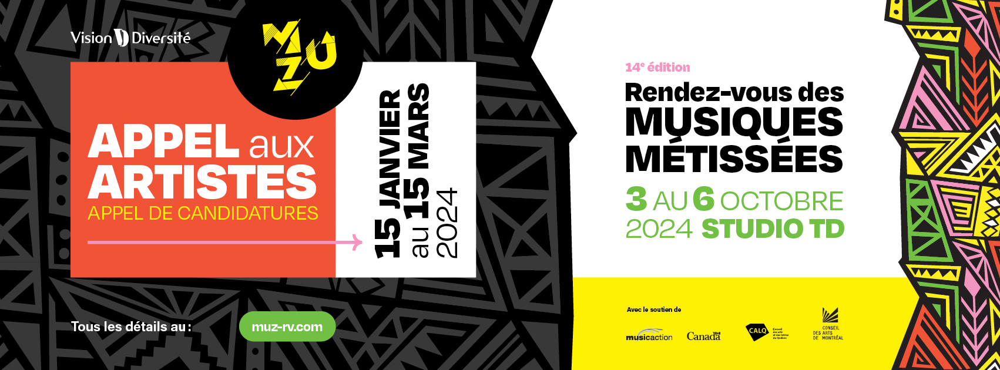 Vision Diversité
MUZ
APPEL aux
ARTISTES
APPEL DE CANDIDATURES
15 JANVIER
au 15 MARS
2024
Tous les détails au :
muz-rv.com
14e édition
Rendez-vous des
MUSIQUES
MÉTISSÉES
3 AU 6 OCTOBRE
2024 STUDIO TD
Avec le soutien de
musicaction
Canada
CALQ
Conseil
des arts
et des lettres
du Québec
CONSEIL
DES ARTS
DE MONTRÉAL